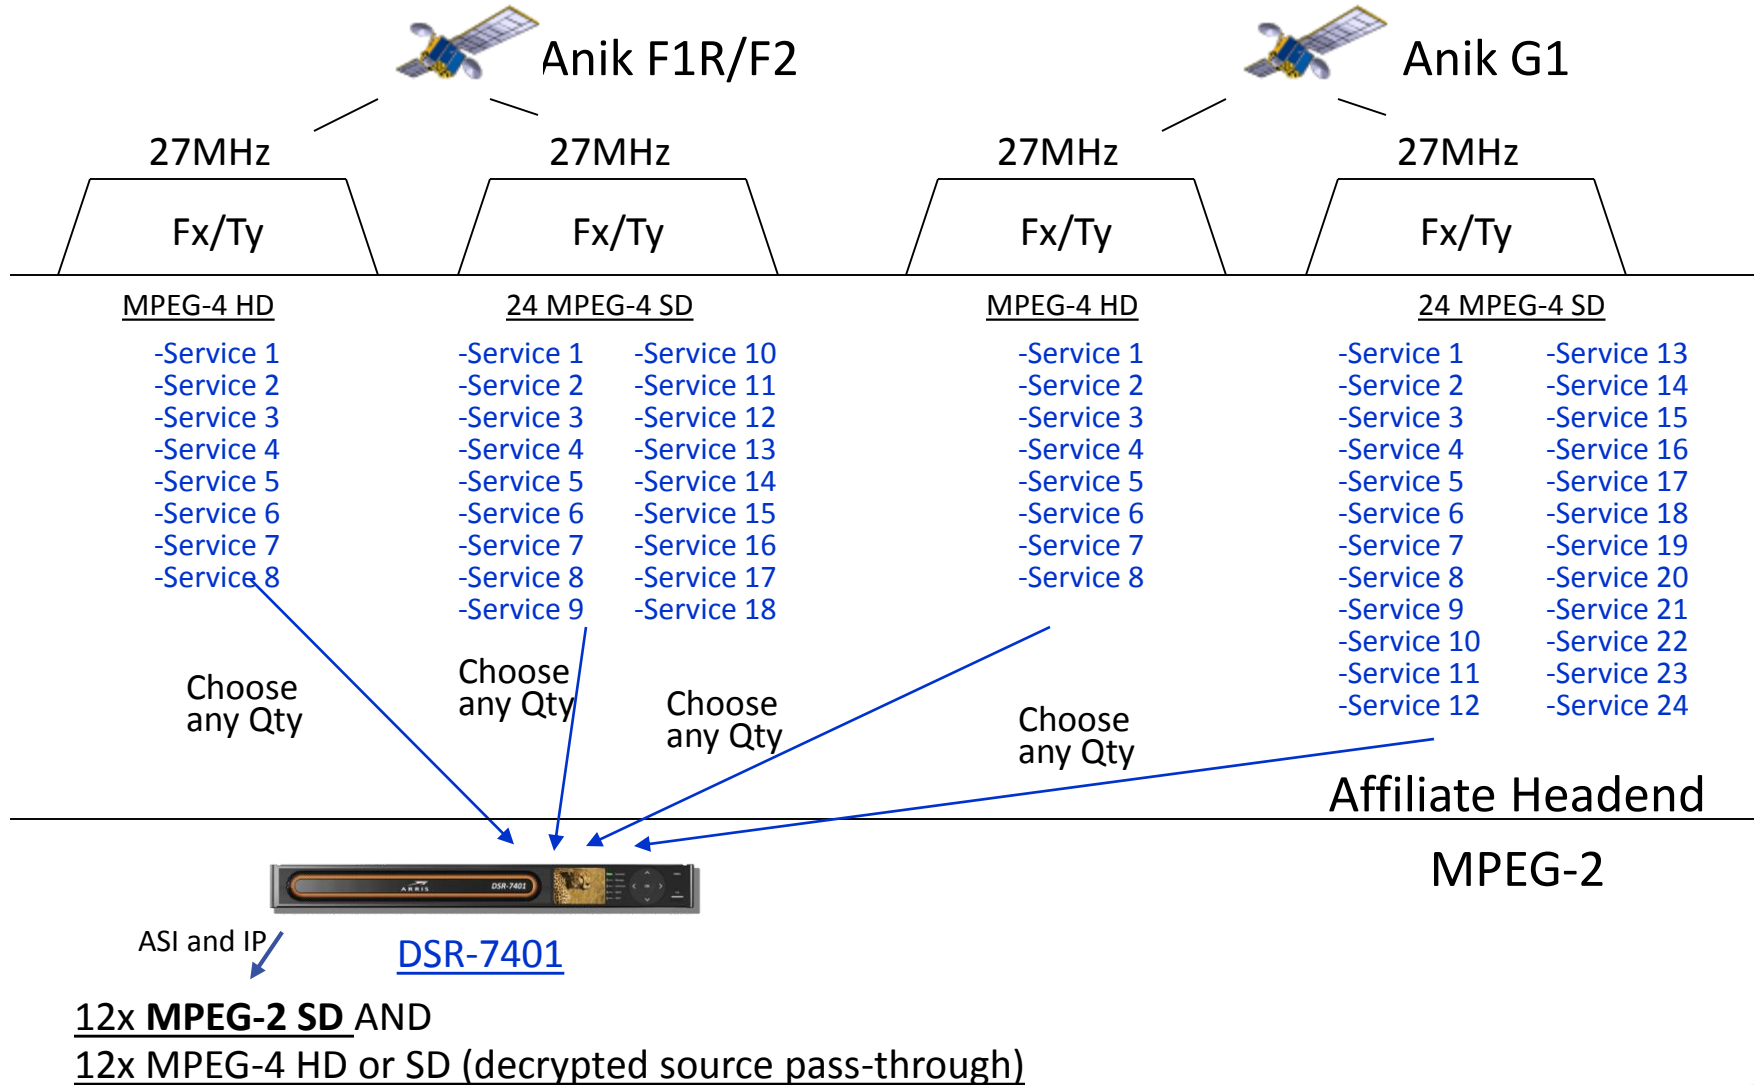 Anik F1R/F2
Anik G1
27MHz
27MHz
27MHz
27MHz
Fx/Ty
Fx/Ty
Fx/Ty
Fx/Ty
MPEG-4 HD
-Service 1
-Service 2
-Service 3
-Service 4
-Service 5
-Service 6
-Service 7
-Service 8
Choose
any Qty
24 MPEG-4 SD
-Service 1
-Service 2
-Service 3
-Service 4
-Service 5
-Service 6
-Service 7
-Service 8
-Service 9
-Service 10
-Service 11
-Service 12
-Service 13
-Service 14
-Service 15
-Service 16
-Service 17
-Service 18
Choose
any Qty
MPEG-4 HD
-Service 1
-Service 2
-Service 3
-Service 4
-Service 5
-Service 6
-Service 7
-Service 8
Choose
any Qty
24 MPEG-4 SD
-Service 1
-Service 2
-Service 3
-Service 4
-Service 5
-Service 6
-Service 7
-Service 8
-Service 9
-Service 10
-Service 11
-Service 12
-Service 13
-Service 14
-Service 15
-Service 16
-Service 17
-Service 18
-Service 19
-Service 20
-Service 21
-Service 22
-Service 23
-Service 24
Choose
any Qty
Affiliate Headend
MPEG-2
ARRIS
DSR-7401
ASI and IP
DSR-7401
12x MPEG-2 SD AND
12x MPEG-4 HD or SD (decrypted source pass-through)